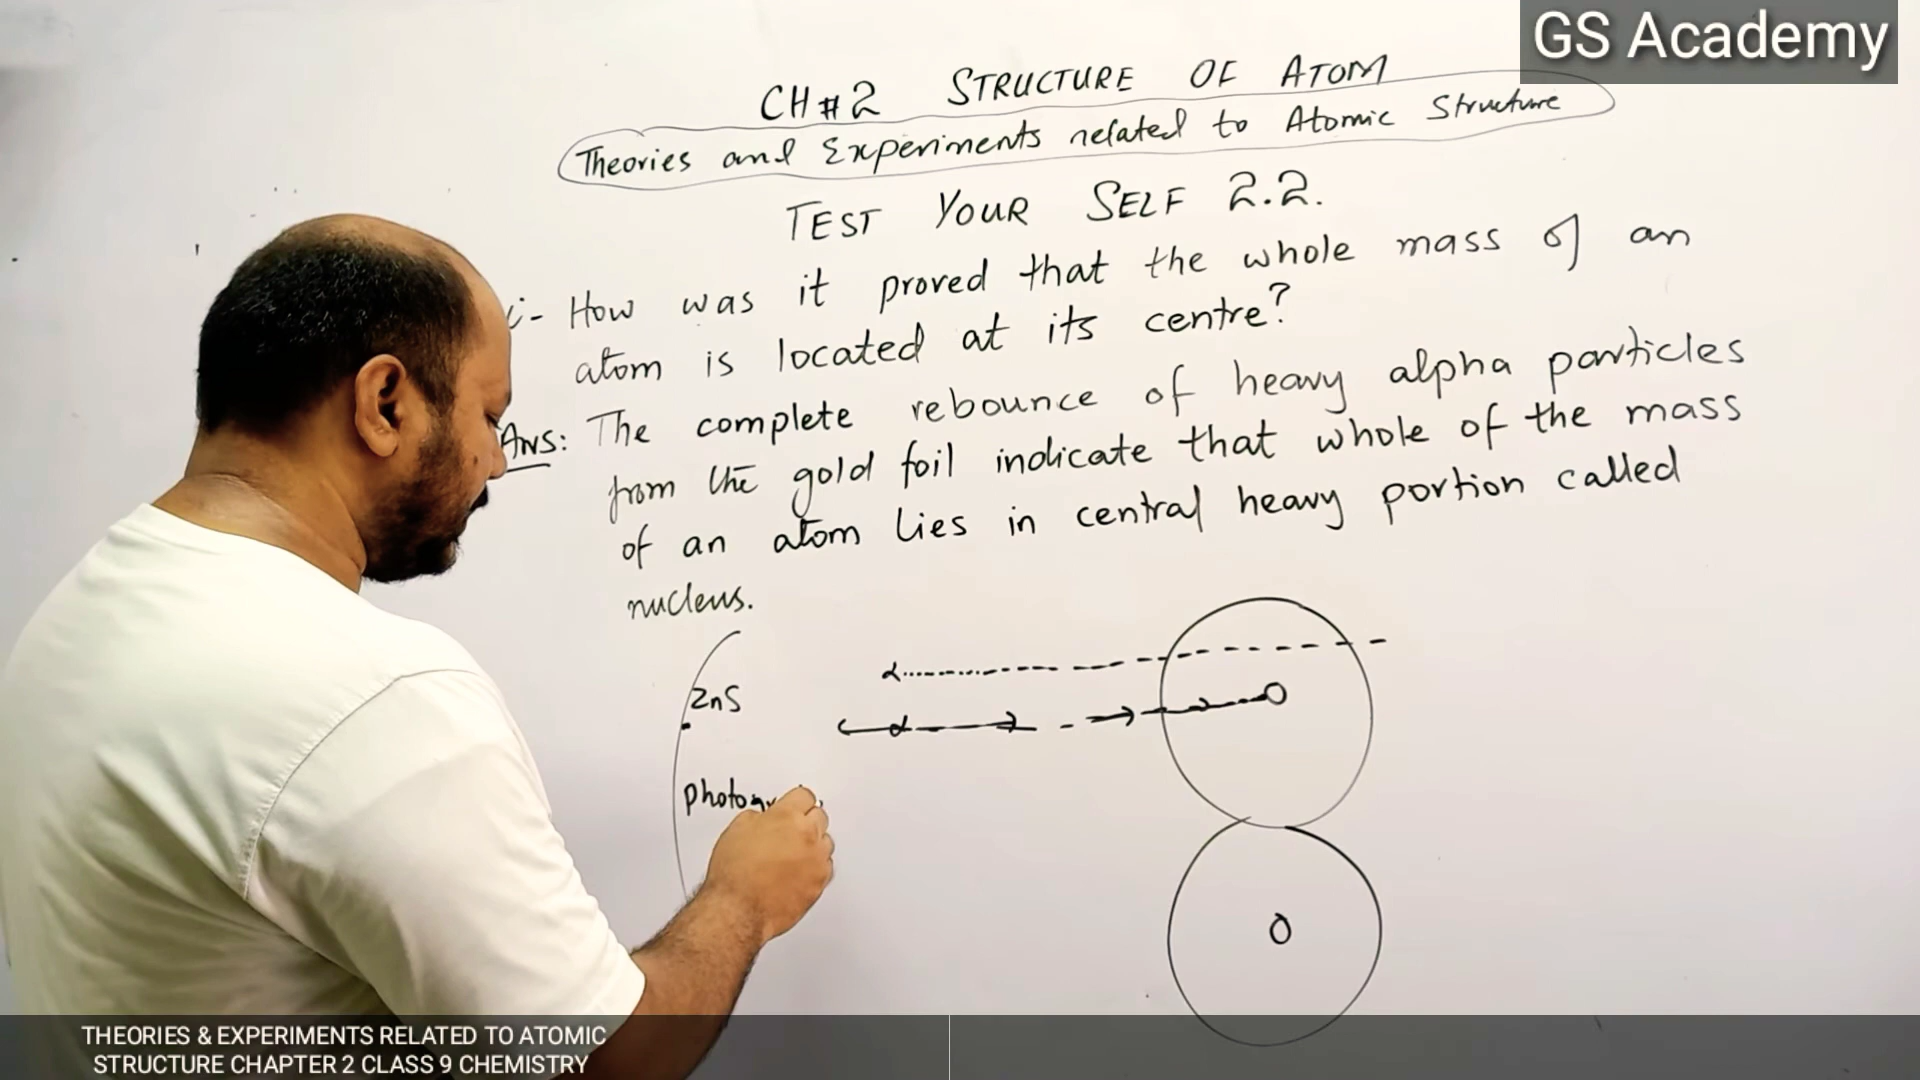 GS Academy
CH#2 STRUCTURE OF ATOM
Theories and Experiments related to Atomic Structure
TEST YOUR SELF 2.2.
i- How was it proved that the whole mass of an
atom is located at its centre?
Ans: The complete rebounce of heavy alpha particles
from the gold foil indicate that whole of the mass
of an atom lies in central heavy portion called
nucleus.
α
ZnS
α
THEORIES & EXPERIMENTS RELATED TO ATOMIC
STRUCTURE CHAPTER 2 CLASS 9 CHEMISTRY